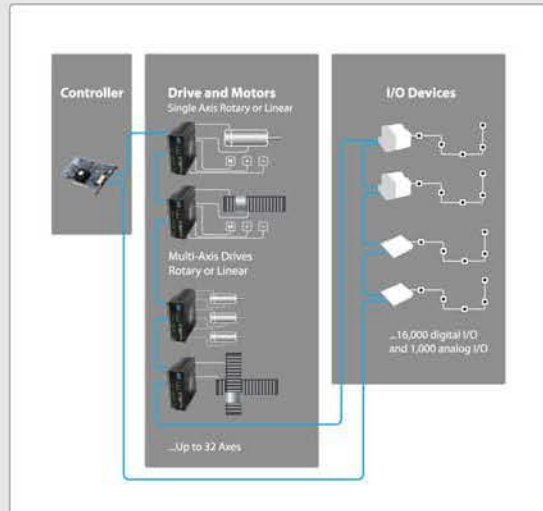 Controller
Drive and Motors
Single Axis Rotary or Linear
Multi-Axis Drives
Rotary or Linear
...Up to 32 Axes
I/O Devices
...16,000 digital I/O
and 1,000 analog I/O